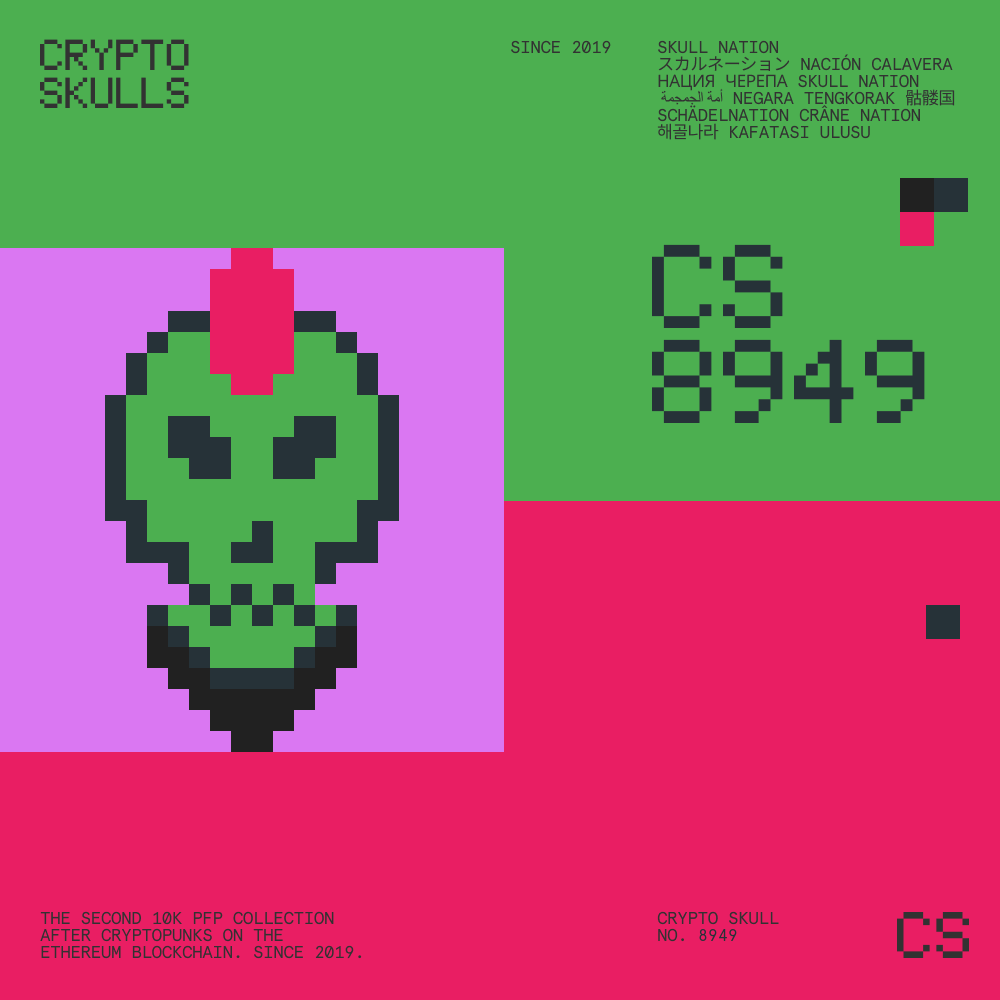 CRYPTO
SKULLS
SINCE 2019
SKULL NATION
スカルネーション NACIÓN CALAVERA
НАЦИЯ ЧЕРЕПА SKULL NATION
أمة الجمجمة NEGARA TENGKORAK 骷髅国
SCHÄDELNATION CRÂNE NATION
해골나라 KAFATASI ULUSU
CS
8949
THE SECOND 10K PFP COLLECTION
AFTER CRYPTOPUNKS ON THE
ETHEREUM BLOCKCHAIN. SINCE 2019.
CRYPTO SKULL
NO. 8949
CS